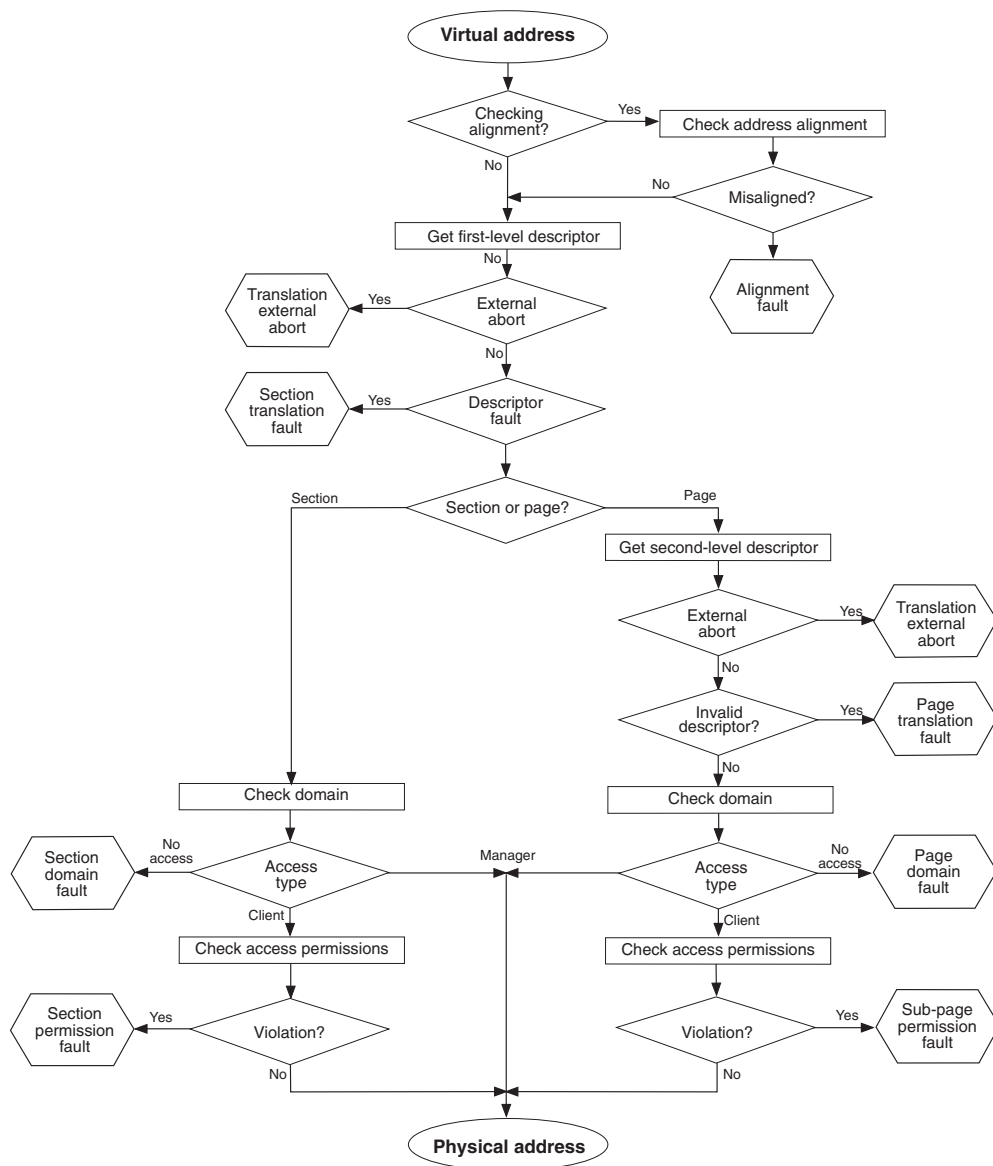 Virtual address
Checking
alignment?
Yes
Check address alignment
No
No
Misaligned?
Get first-level descriptor
No
Alignment
fault
Translation
external
abort
Yes
External
abort
No
Section
translation
fault
Yes
Descriptor
fault
Section
Section or page?
Page
Get second-level descriptor
External
abort
Yes
Translation
external
abort
No
Invalid
descriptor?
Yes
Page
translation
fault
No
Check domain
Check domain
Section
domain
fault
No
access
Access
type
Manager
Access
type
No
access
Page
domain
fault
Client
Client
Check access permissions
Check access permissions
Section
permission
fault
Yes
Violation?
Violation?
Yes
Sub-page
permission
fault
No
No
Physical address